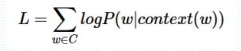 L = ∑_{w∈C} logP(w|context(w))